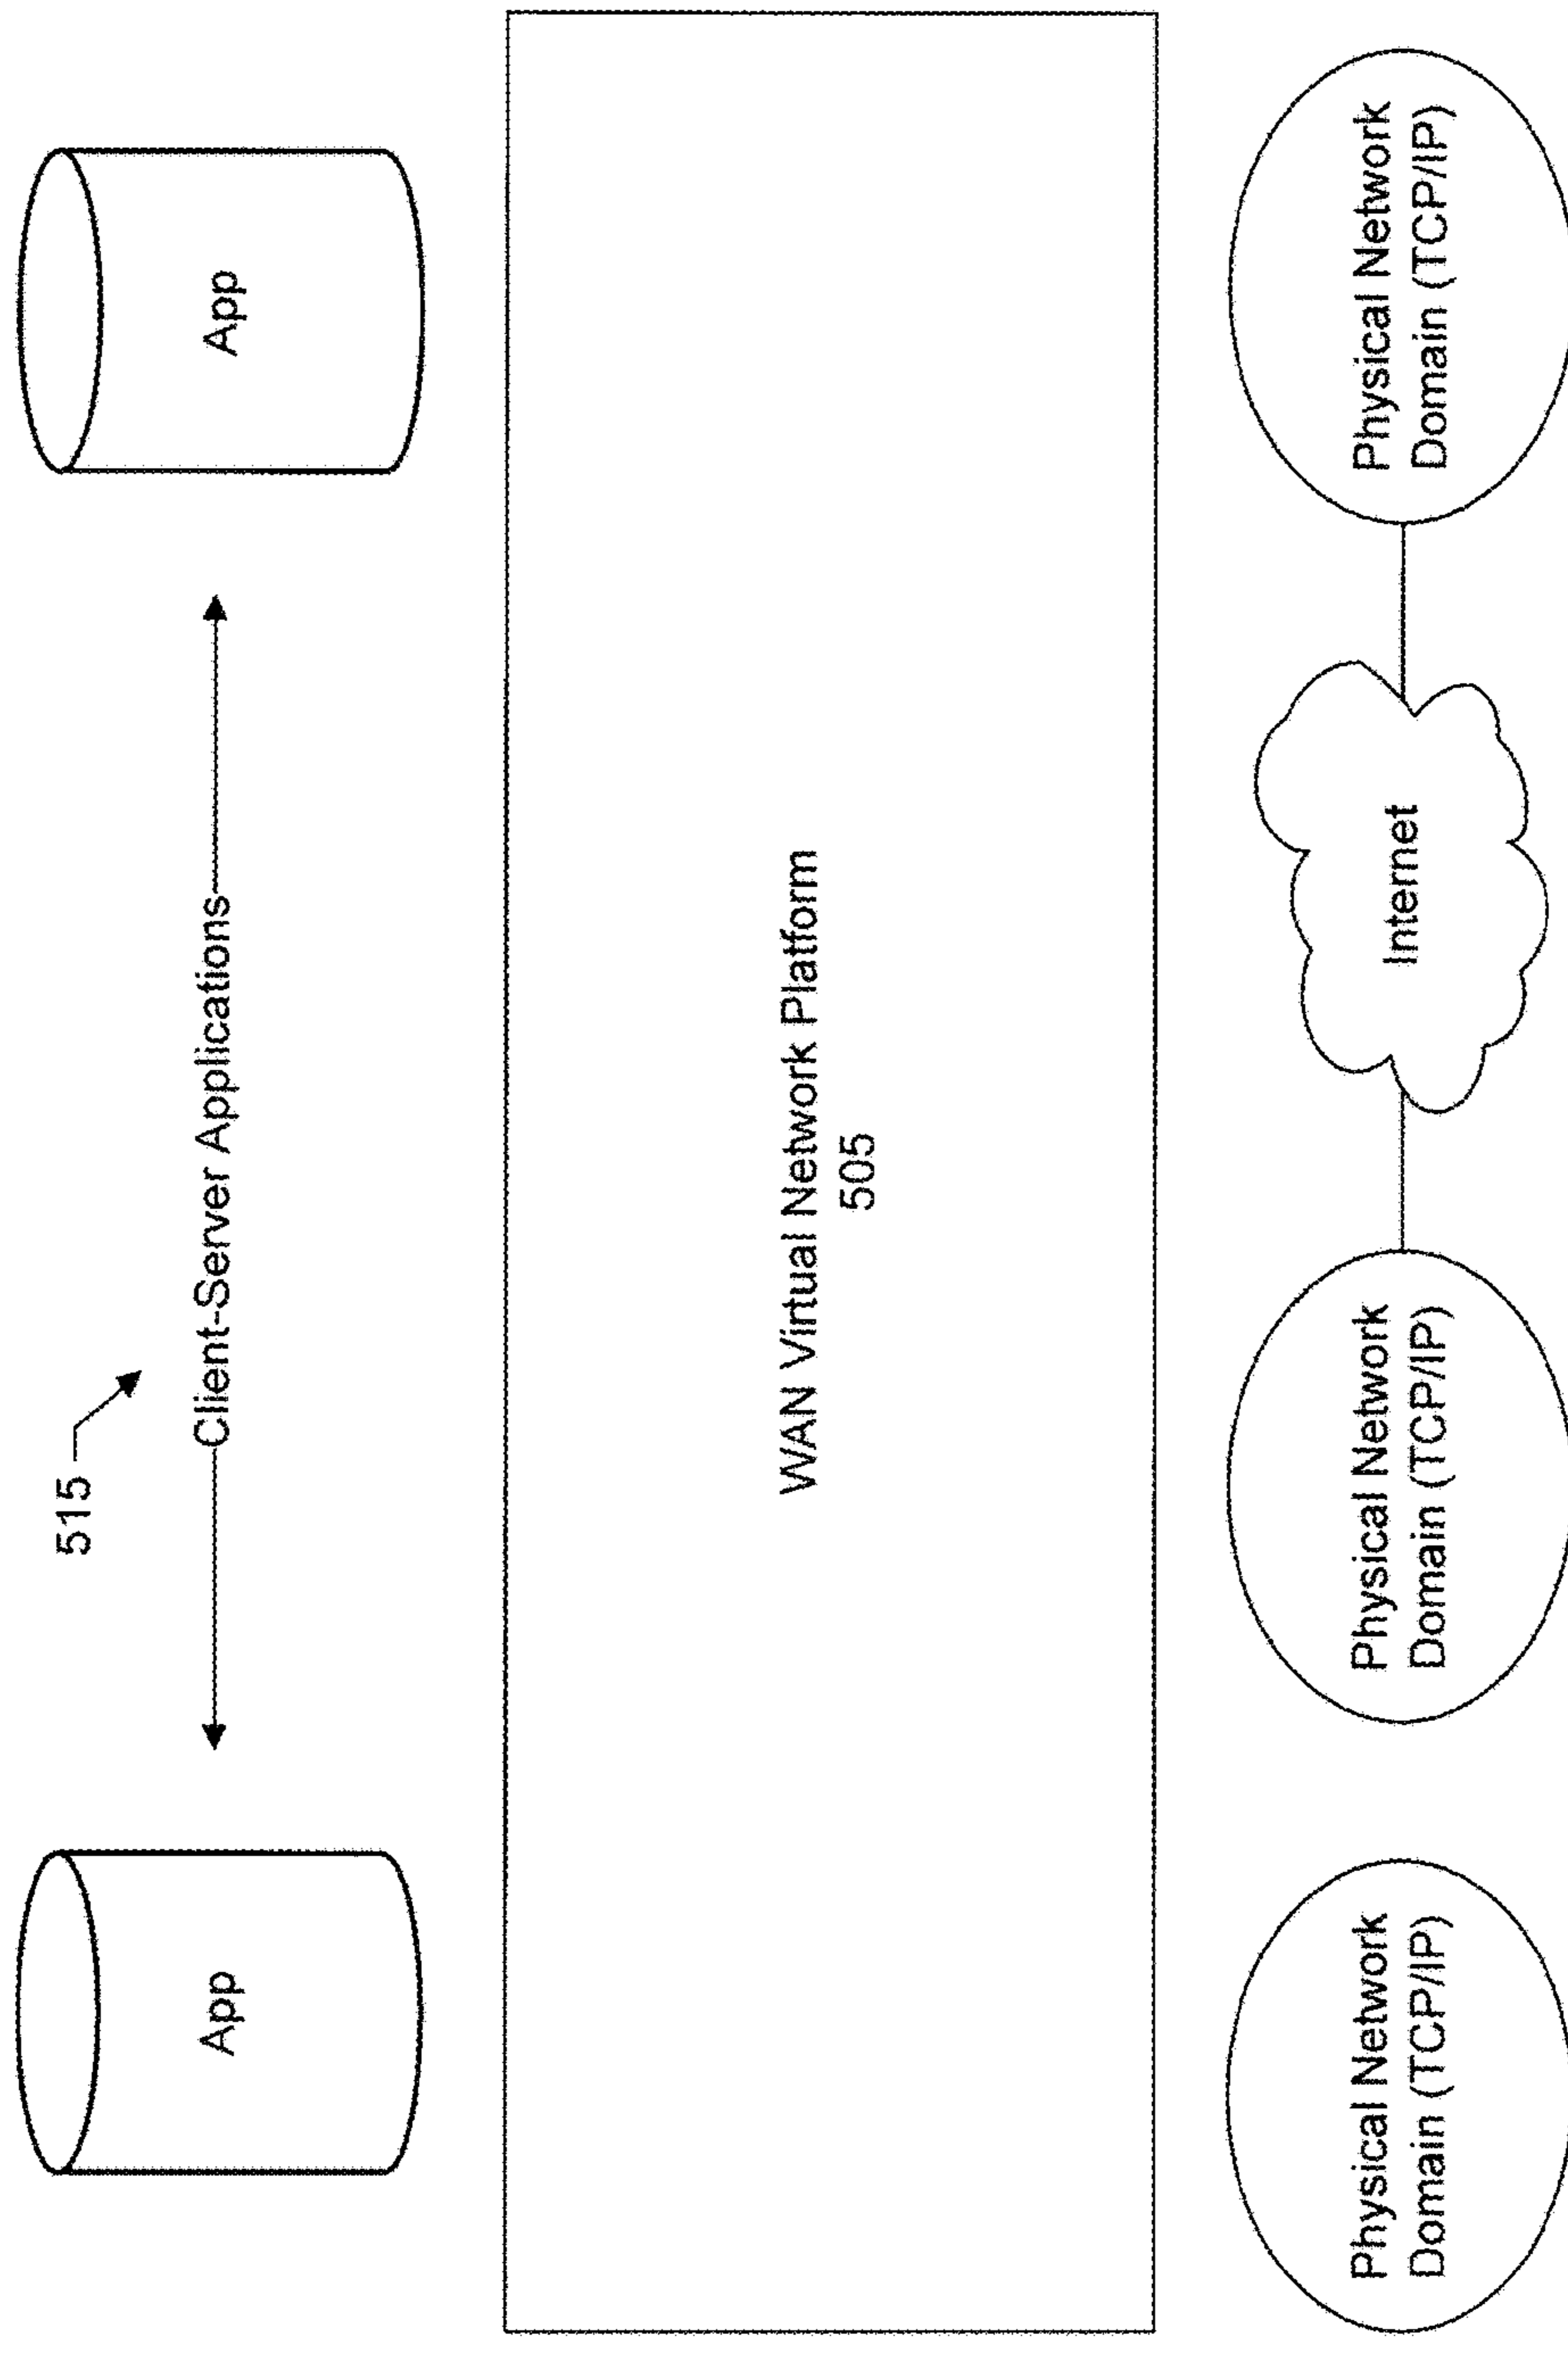 515
App
Client-Server Applications
App
WAN Virtual Network Platform
505
Physical Network
Domain (TCP/IP)
Physical Network
Domain (TCP/IP)
Internet
Physical Network
Domain (TCP/IP)